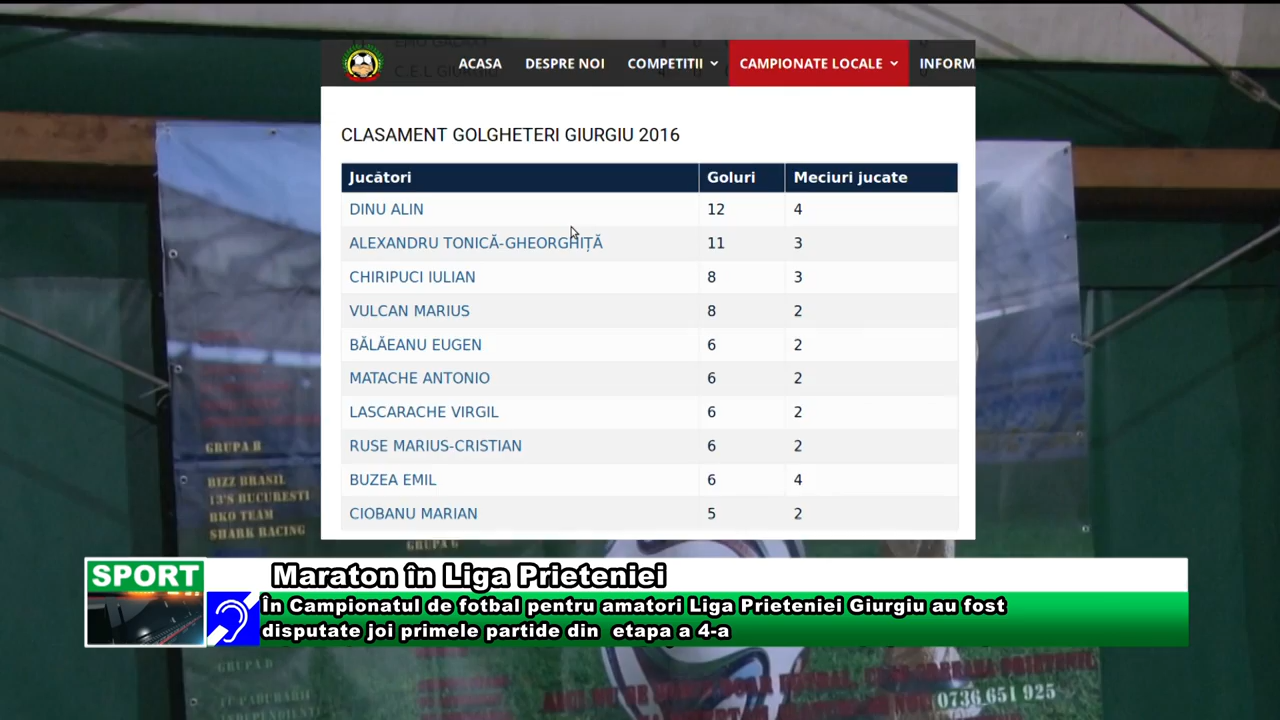 ACASA DESPRE NOI COMPETITII CAMPIONATE LOCALE INFORM
CLASAMENT GOLGHETERI GIURGIU 2016
Jucători Goluri Meciuri jucate
DINU ALIN 12 4
ALEXANDRU TONICĂ-GHEORGHIȚĂ 11 3
CHIRIPUCI IULIAN 8 3
VULCAN MARIUS 8 2
BĂLĂEANU EUGEN 6 2
MATACHE ANTONIO 6 2
LASCARACHE VIRGIL 6 2
RUSE MARIUS-CRISTIAN 6 2
BUZEA EMIL 6 4
CIOBANU MARIAN 5 2
GRUPA B
BIZZ BRASIL
13'S BUCURESTI
BKO TEAM
SHARK RACING
SPORT
Maraton în Liga Prieteniei
În Campionatul de fotbal pentru amatori Liga Prieteniei Giurgiu au fost
disputate joi primele partide din etapa a 4-a
GRUPA D
0736 651 925